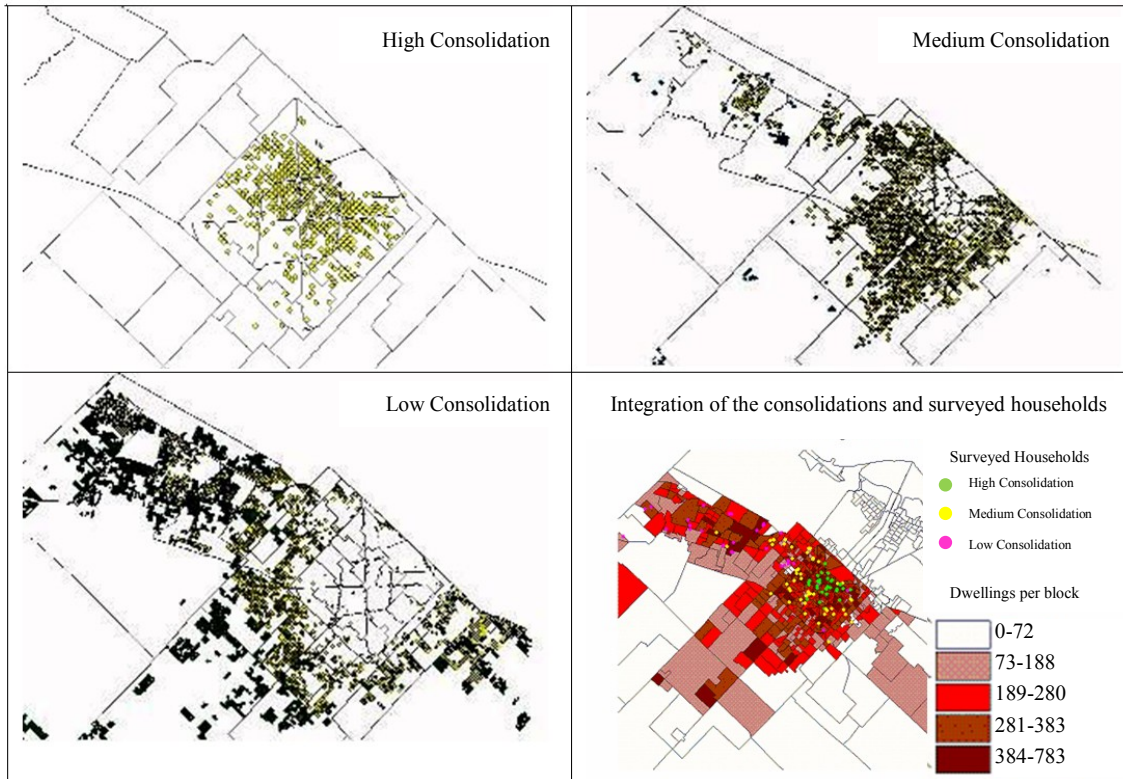 High Consolidation
Medium Consolidation
Low Consolidation
Integration of the consolidations and surveyed households
Surveyed Households
High Consolidation
Medium Consolidation
Low Consolidation
Dwellings per block
0-72
73-188
189-280
281-383
384-783